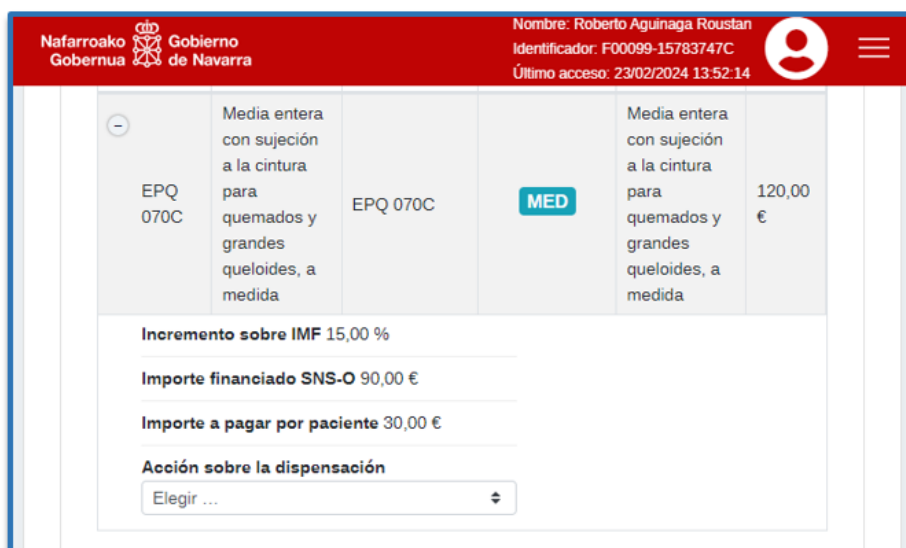 Nafarroako Gobierno
Gobernua de Navarra
Nombre: Roberto Aguinaga Roustan
Identificador: F00099-15783747C
Último acceso: 23/02/2024 13:52:14
EPQ
070C
Media entera
con sujeción
a la cintura
para
quemados y
grandes
queloides, a
medida
EPQ 070C
MED
Media entera
con sujeción
a la cintura
para
quemados y
grandes
queloides, a
medida
120,00
€
Incremento sobre IMF 15,00 %
Importe financiado SNS-O 90,00 €
Importe a pagar por paciente 30,00 €
Acción sobre la dispensación
Elegir ...